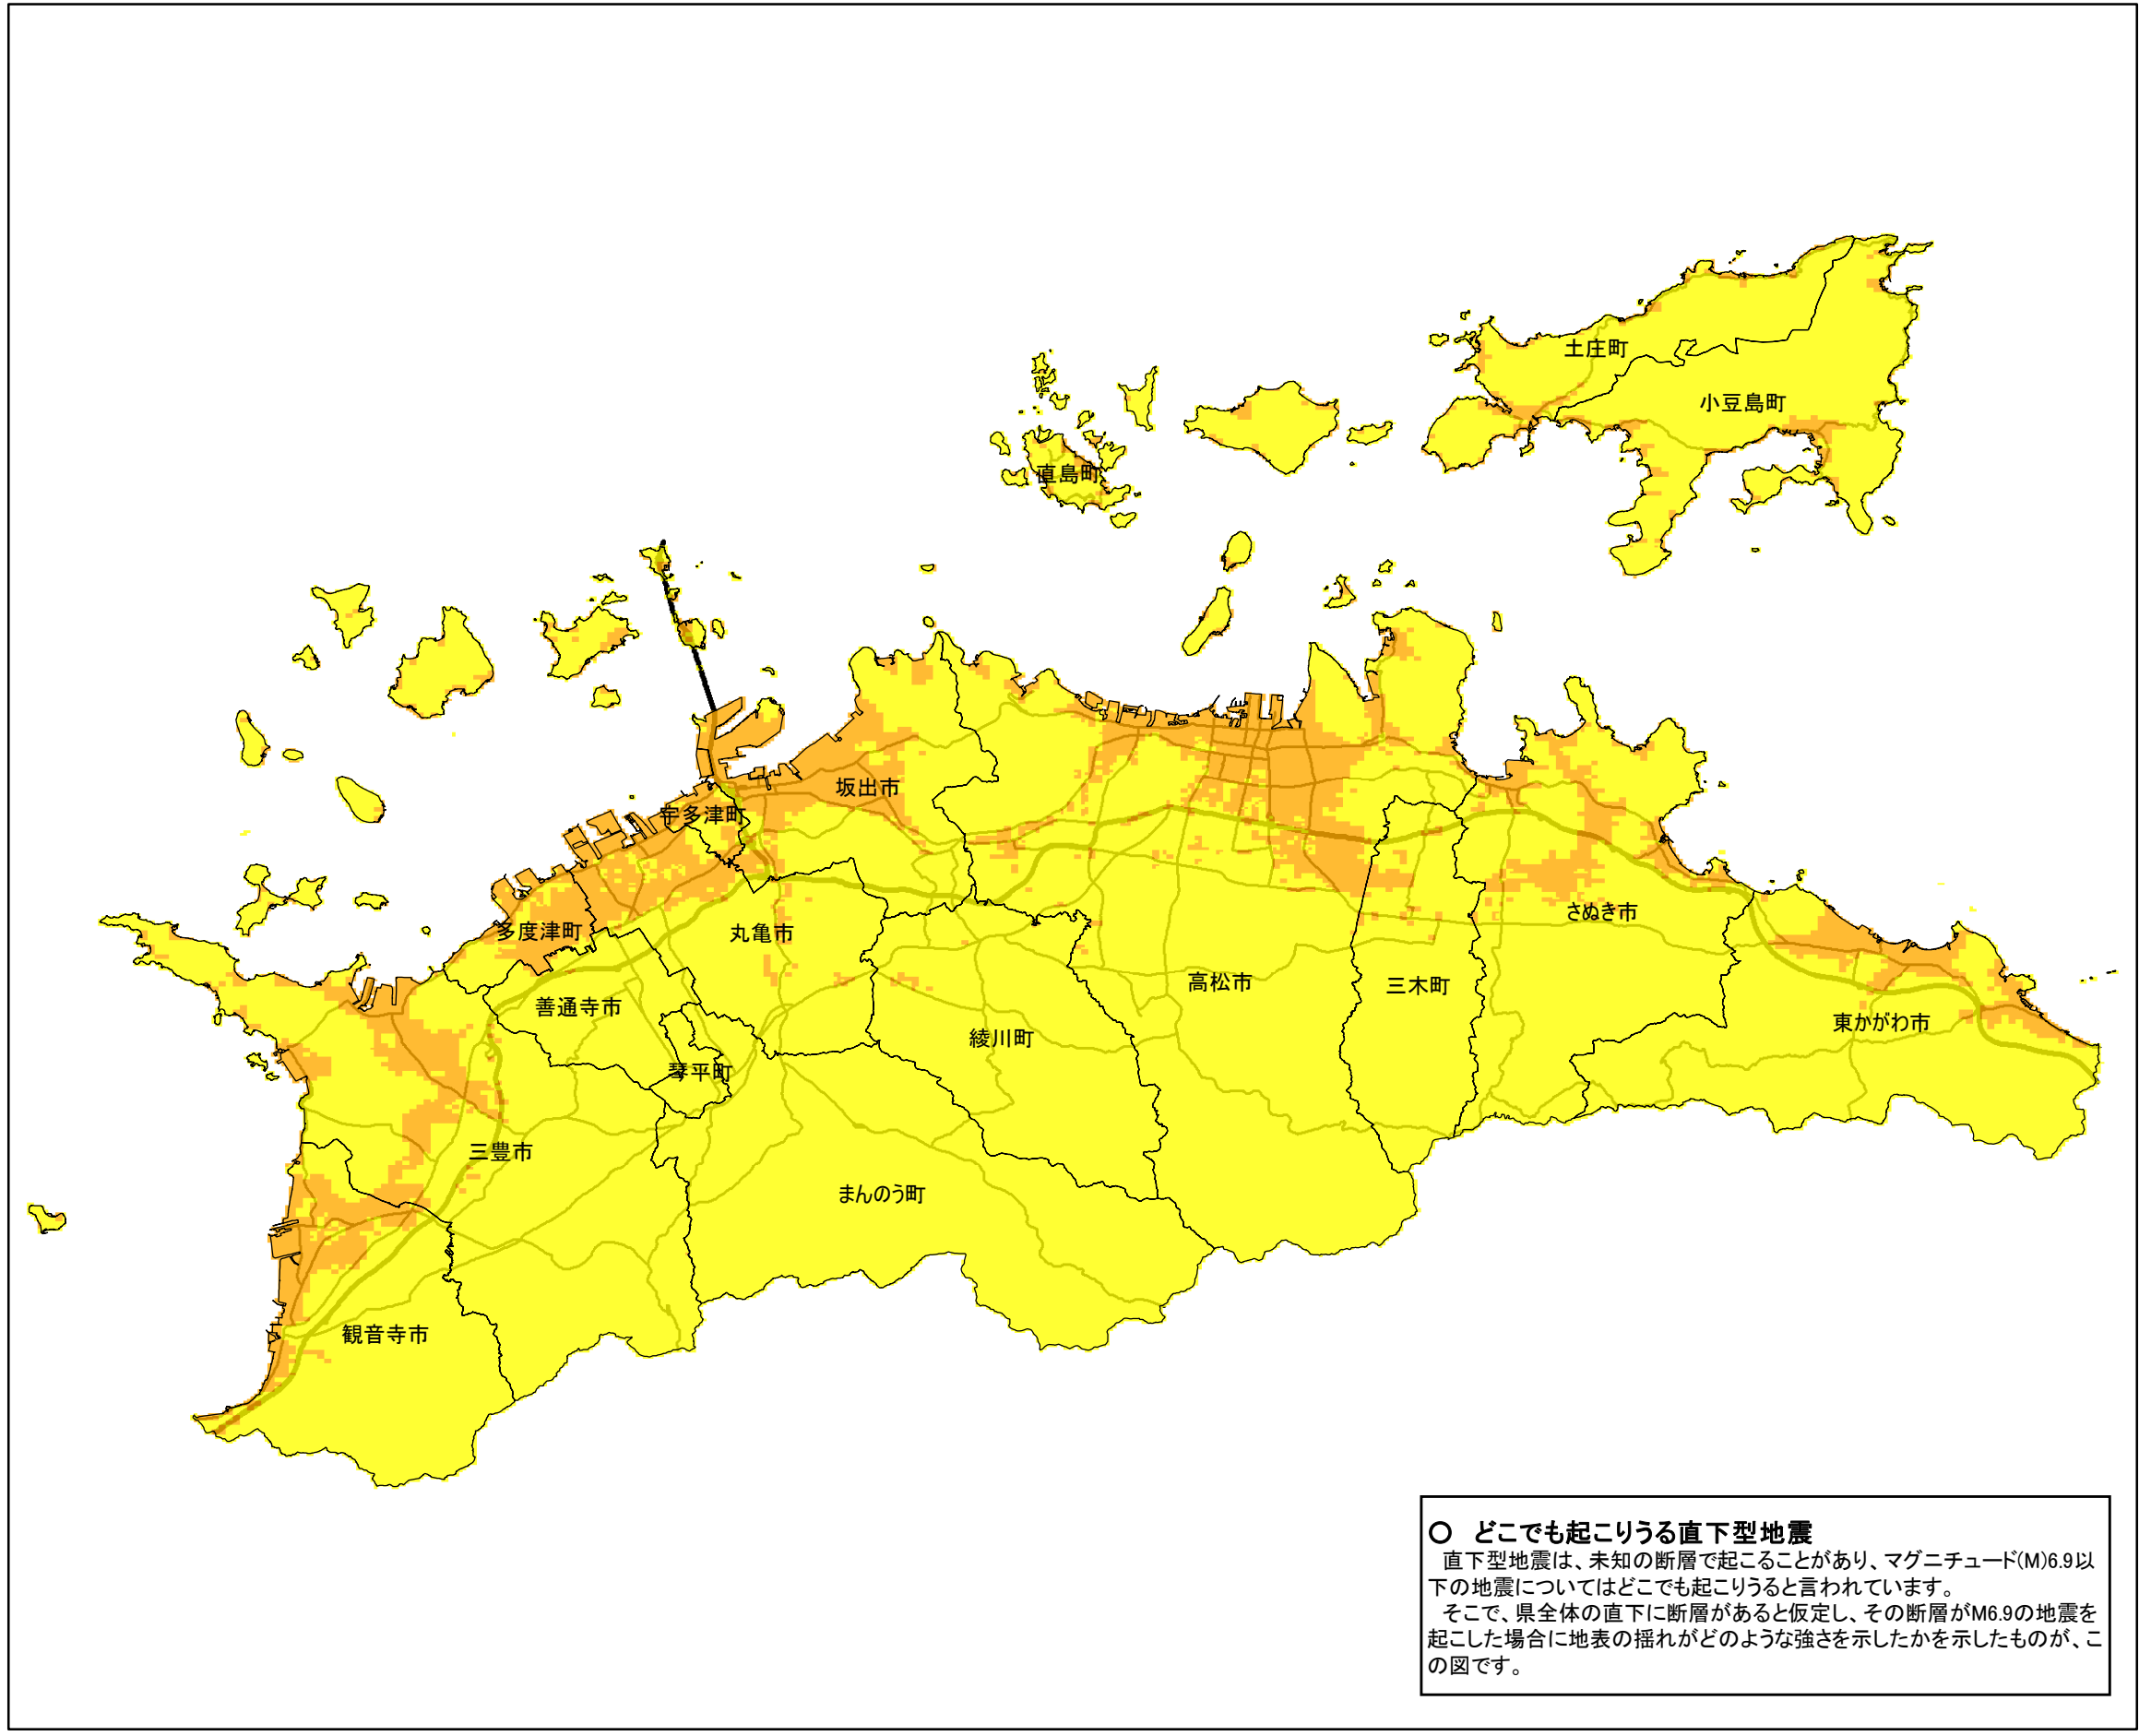 土庄町
小豆島町
直島町
坂出市
宇多津町
さぬき市
多度津町
丸亀市
高松市
三木町
善通寺市
東かがわ市
綾川町
琴平町
三豊市
まんのう町
観音寺市
○　どこでも起こりうる直下型地震
直下型地震は、未知の断層で起こることがあり、マグニチュード(M)6.9以
下の地震についてはどこでも起こりうると言われています。
そこで、県全体の直下に断層があると仮定し、その断層がM6.9の地震を
起こした場合に地表の揺れがどのような強さを示したかを示したものが、こ
の図です。